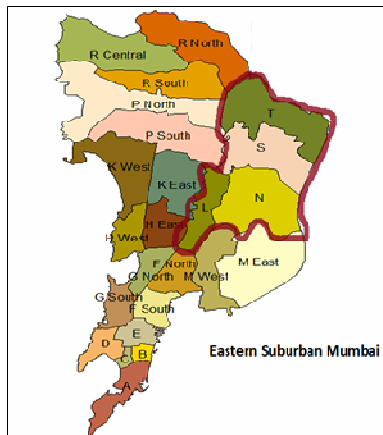 R North
R Central
R South
P North
T
P South
S
K West
K East
N
L
H East
H West
F North
G North
M West
M East
G South
F South
E
D
B
C
A
Eastern Suburban Mumbai